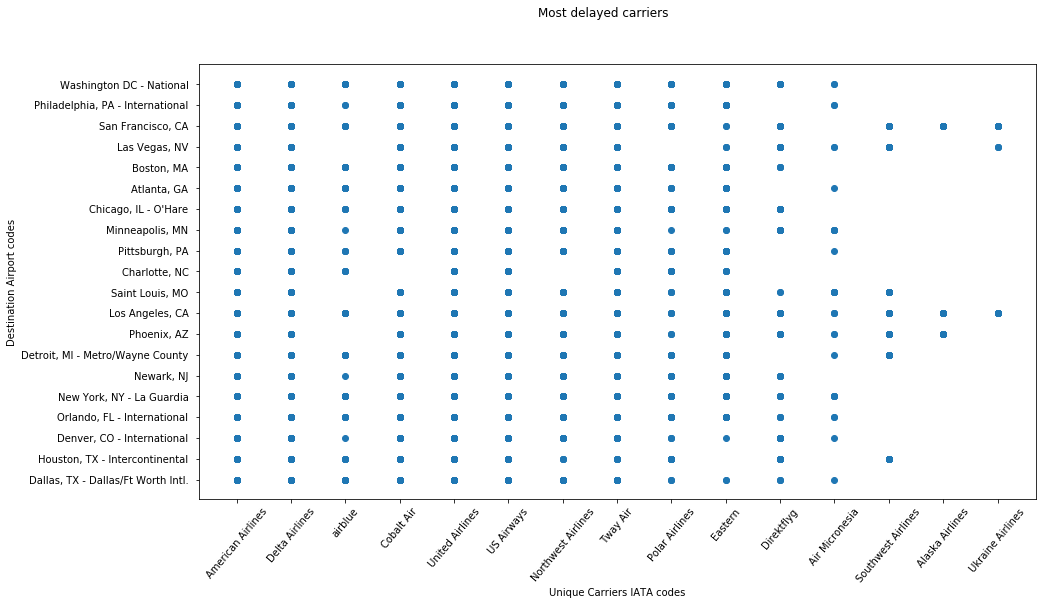 Most delayed carriers
Destination Airport codes
Washington DC - National
Philadelphia, PA - International
San Francisco, CA
Las Vegas, NV
Boston, MA
Atlanta, GA
Chicago, IL - O'Hare
Minneapolis, MN
Pittsburgh, PA
Charlotte, NC
Saint Louis, MO
Los Angeles, CA
Phoenix, AZ
Detroit, MI - Metro/Wayne County
Newark, NJ
New York, NY - La Guardia
Orlando, FL - International
Denver, CO - International
Houston, TX - Intercontinental
Dallas, TX - Dallas/Ft Worth Intl.
American Airlines
Delta Airlines
airblue
Cobalt Air
United Airlines
US Airways
Northwest Airlines
Tway Air
Polar Airlines
Eastern
Direktflyg
Air Micronesia
Southwest Airlines
Alaska Airlines
Ukraine Airlines
Unique Carriers IATA codes